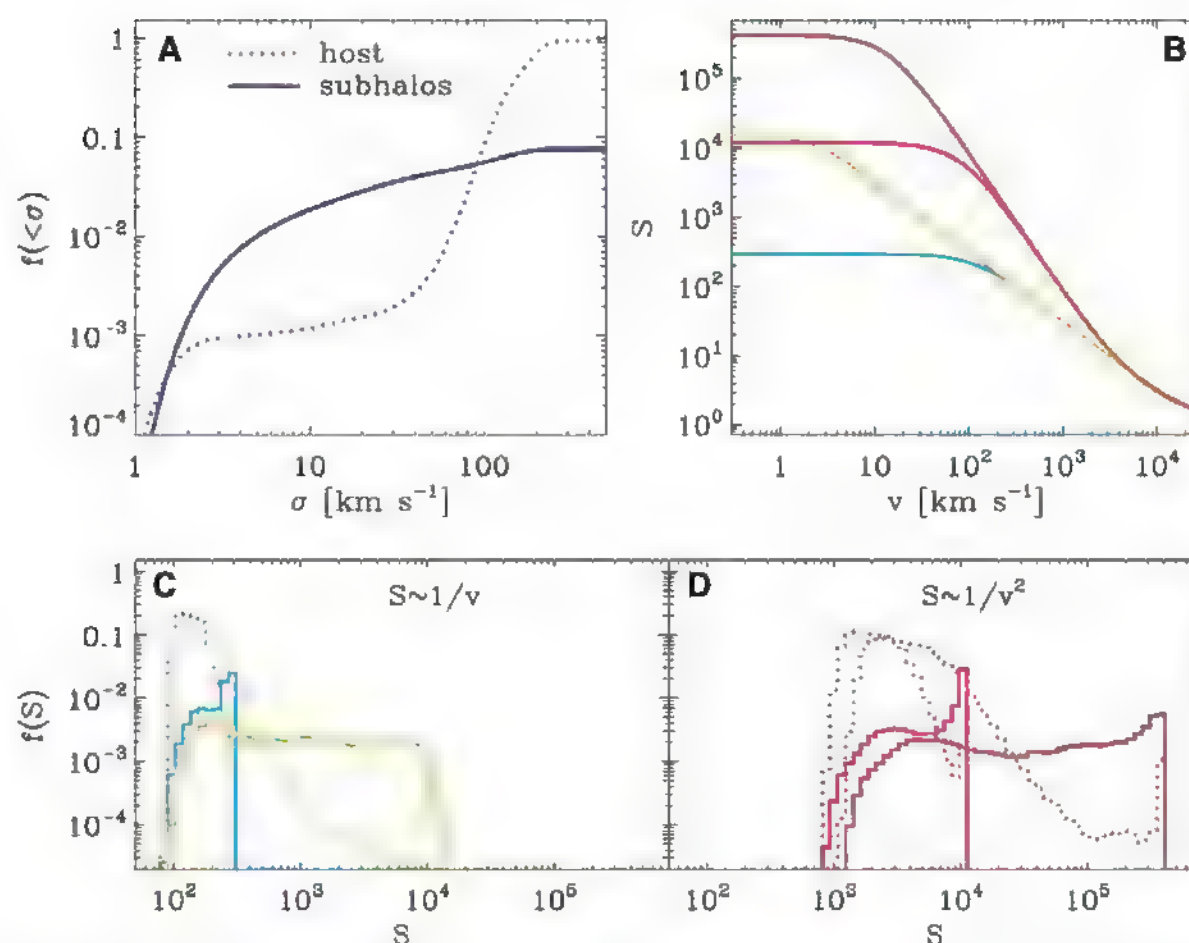 A
host
subhalos
1
0.1
10⁻²
10⁻³
10⁻⁴
f(<σ)
1
10
100
σ [km s⁻¹]
B
10⁵
10⁴
10³
10²
10¹
10⁰
S
1
10
10²
10³
10⁴
v [km s⁻¹]
C
S~1/v
1
0.1
10⁻²
10⁻³
10⁻⁴
f(S)
10²
10³
10⁴
10⁵
S
D
S~1/v²
10²
10³
10⁴
10⁵
S